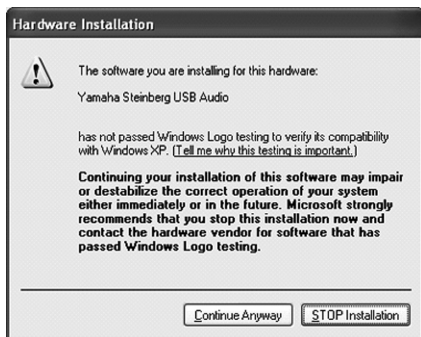 Hardware Installation
The software you are installing for this hardware:
Yamaha Steinberg USB Audio
has not passed Windows Logo testing to verify its compatibility
with Windows XP. (Tell me why this testing is important.)
Continuing your installation of this software may impair
or destabilize the correct operation of your system
either immediately or in the future. Microsoft strongly
recommends that you stop this installation now and
contact the hardware vendor for software that has
passed Windows Logo testing.
Continue Anyway STOP Installation